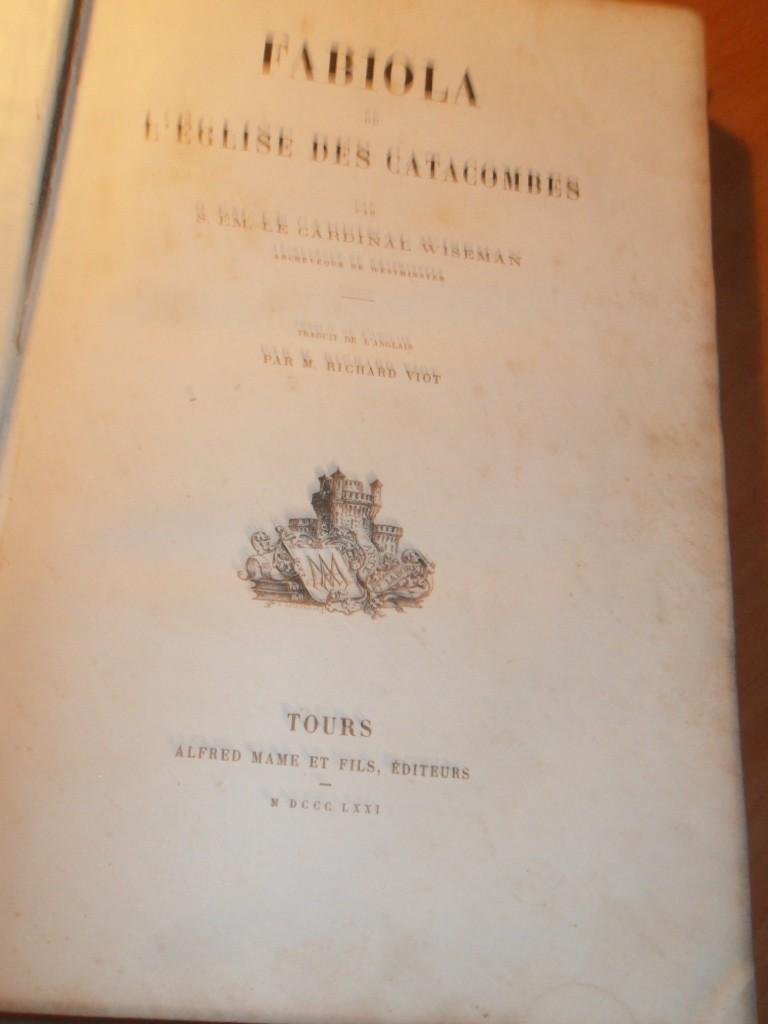 FABIOLA
OU
L'ÉGLISE DES CATACOMBES
PAR
S. EM. LE CARDINAL WISEMAN
ARCHEVÊQUE DE WESTMINSTER
TRADUIT DE L'ANGLAIS
PAR M. RICHARD VIOT
TOURS
ALFRED MAME ET FILS, ÉDITEURS
M DCCC LXXI